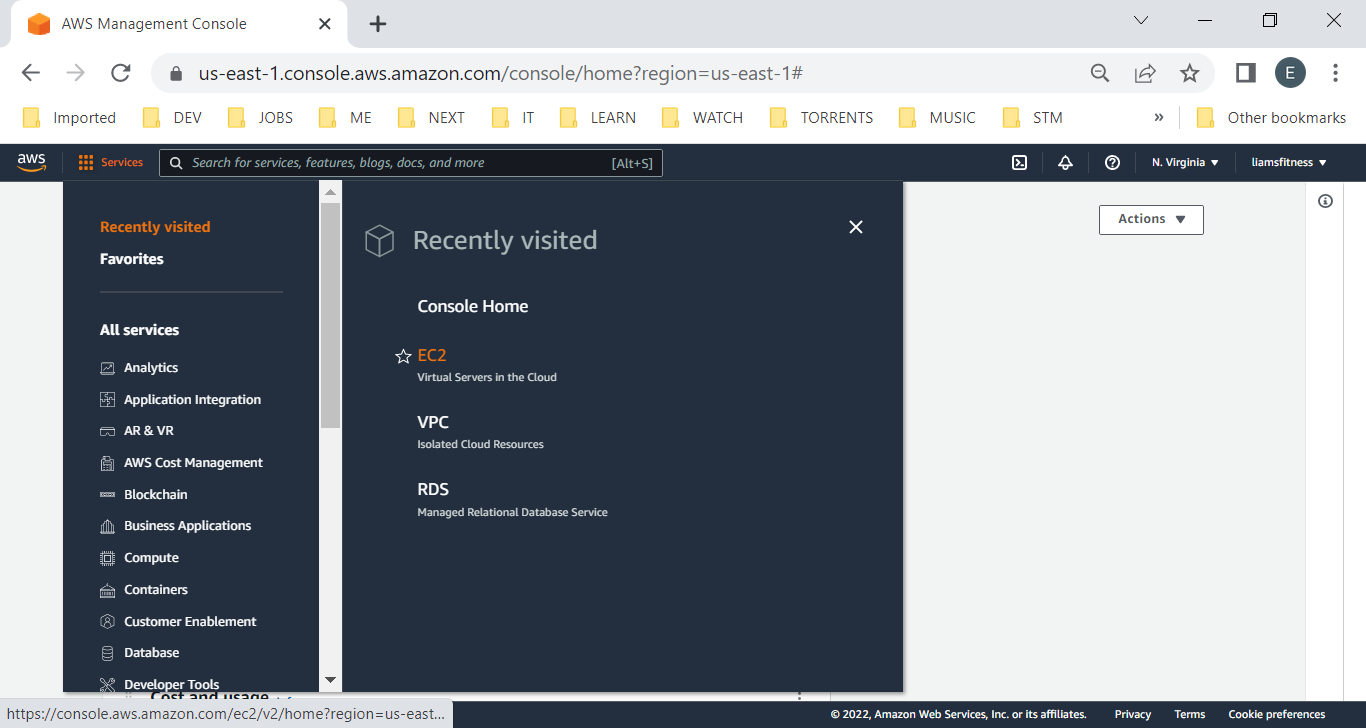 AWS Management Console
us-east-1.console.aws.amazon.com/console/home?region=us-east-1#
E
Imported DEV JOBS ME NEXT IT LEARN WATCH TORRENTS MUSIC STM » Other bookmarks
aws Services Search for services, features, blogs, docs, and more [Alt+S] N. Virginia liamsfitness
Actions
Recently visited
Favorites
All services
Analytics
Application Integration
AR & VR
AWS Cost Management
Blockchain
Business Applications
Compute
Containers
Customer Enablement
Database
Developer Tools
Recently visited
Console Home
EC2
Virtual Servers in the Cloud
VPC
Isolated Cloud Resources
RDS
Managed Relational Database Service
Cost and usage
https://console.aws.amazon.com/ec2/v2/home?region=us-east...
© 2022, Amazon Web Services, Inc. or its affiliates. Privacy Terms Cookie preferences